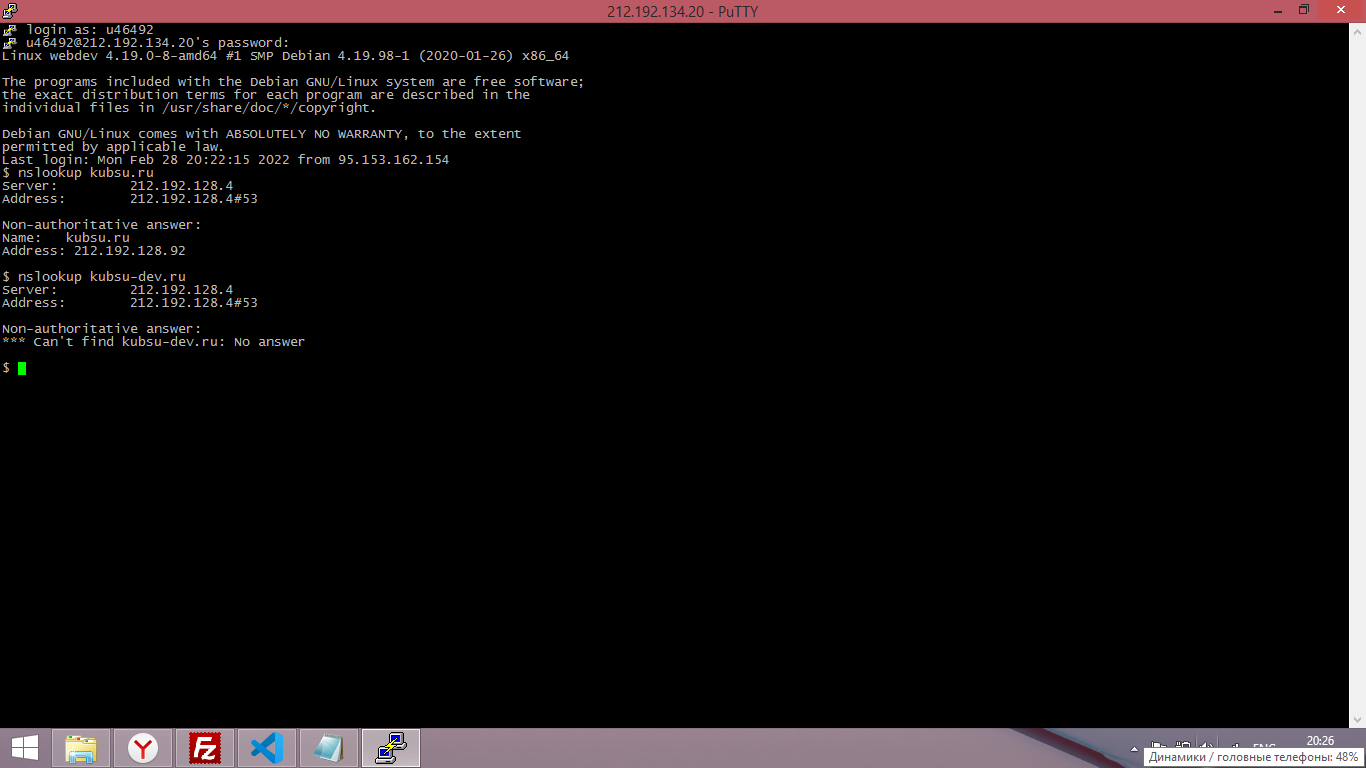 212.192.134.20 - PuTTY
login as: u46492
u46492@212.192.134.20's password:
Linux webdev 4.19.0-8-amd64 #1 SMP Debian 4.19.98-1 (2020-01-26) x86_64
The programs included with the Debian GNU/Linux system are free software;
the exact distribution terms for each program are described in the
individual files in /usr/share/doc/*/copyright.
Debian GNU/Linux comes with ABSOLUTELY NO WARRANTY, to the extent
permitted by applicable law.
Last login: Mon Feb 28 20:22:15 2022 from 95.153.162.154
$ nslookup kubsu.ru
Server:         212.192.128.4
Address:        212.192.128.4#53
Non-authoritative answer:
Name:   kubsu.ru
Address: 212.192.128.92
$ nslookup kubsu-dev.ru
Server:         212.192.128.4
Address:        212.192.128.4#53
Non-authoritative answer:
*** Can't find kubsu-dev.ru: No answer
$
20:26
ENG
Динамики / головные телефоны: 48%